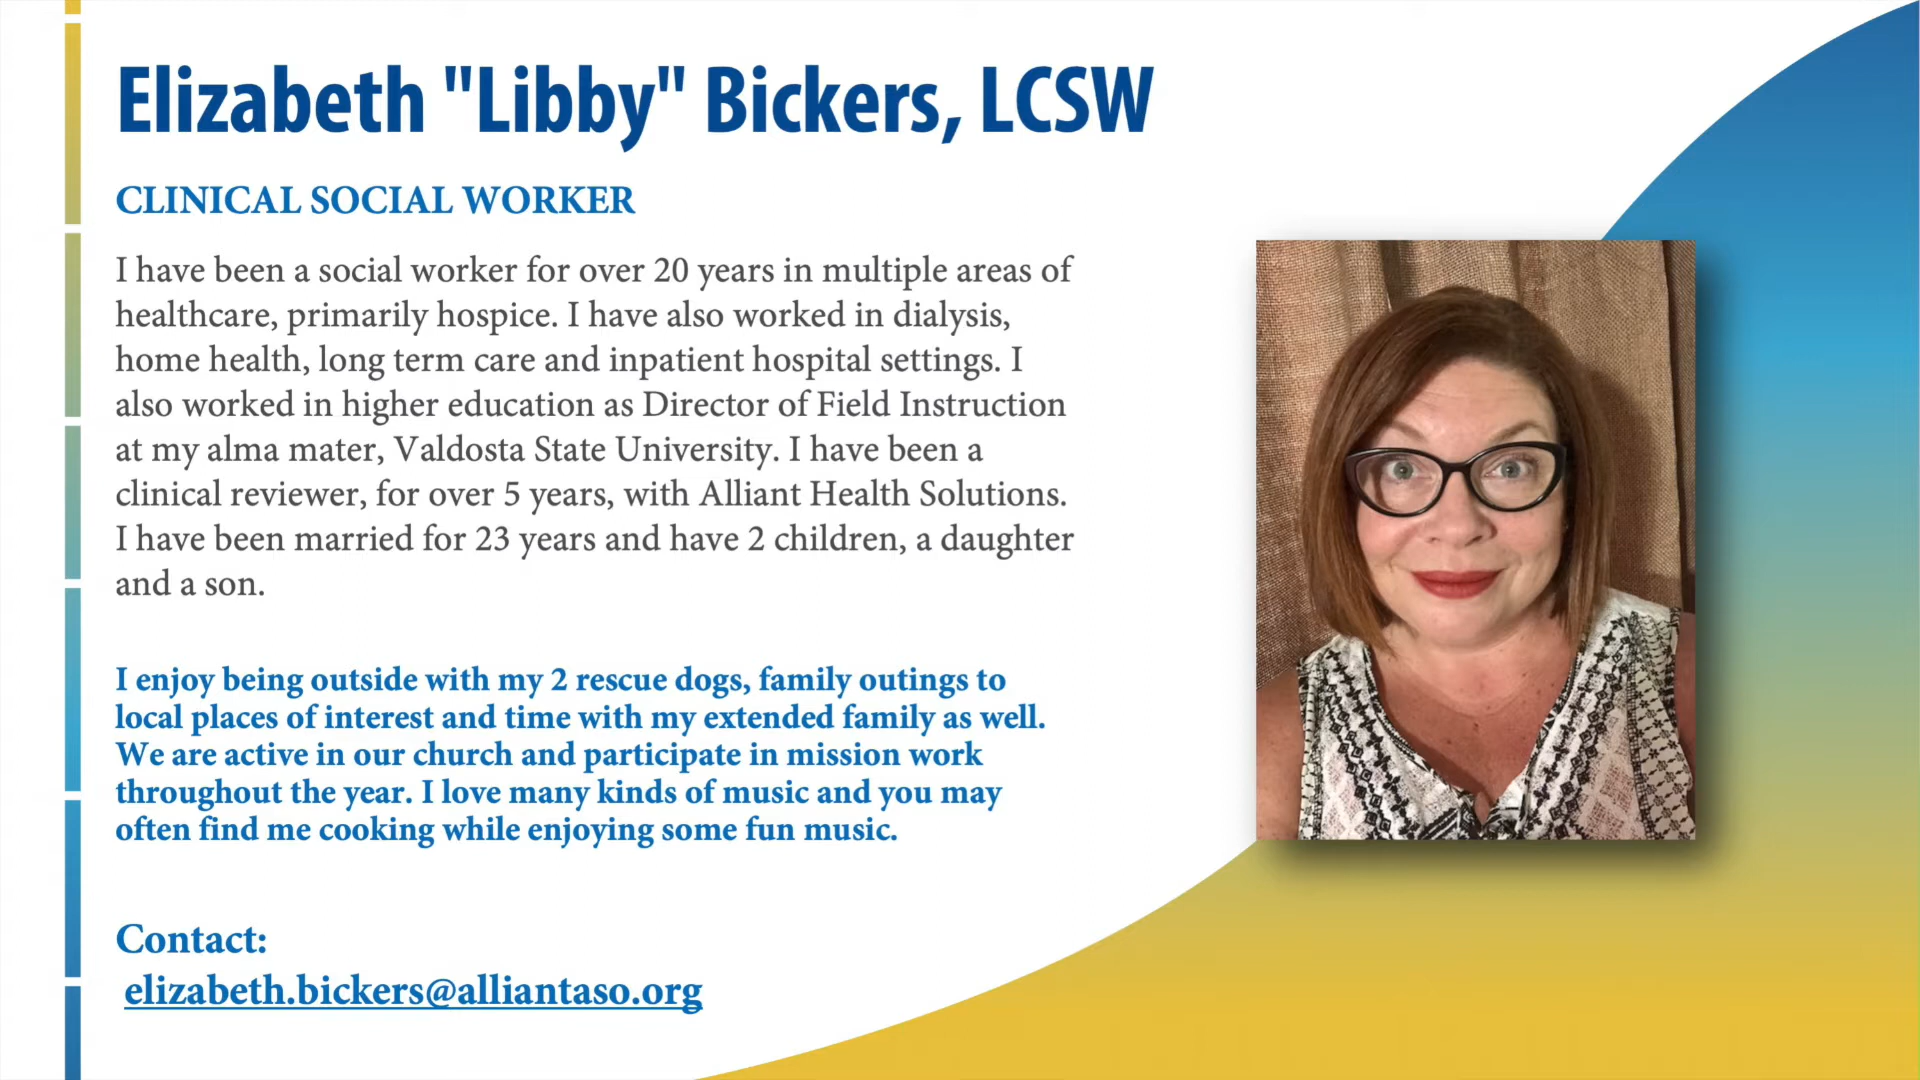 Elizabeth "Libby" Bickers, LCSW
CLINICAL SOCIAL WORKER
I have been a social worker for over 20 years in multiple areas of
healthcare, primarily hospice. I have also worked in dialysis,
home health, long term care and inpatient hospital settings. I
also worked in higher education as Director of Field Instruction
at my alma mater, Valdosta State University. I have been a
clinical reviewer, for over 5 years, with Alliant Health Solutions.
I have been married for 23 years and have 2 children, a daughter
and a son.
I enjoy being outside with my 2 rescue dogs, family outings to
local places of interest and time with my extended family as well.
We are active in our church and participate in mission work
throughout the year. I love many kinds of music and you may
often find me cooking while enjoying some fun music.
Contact:
elizabeth.bickers@alliantaso.org